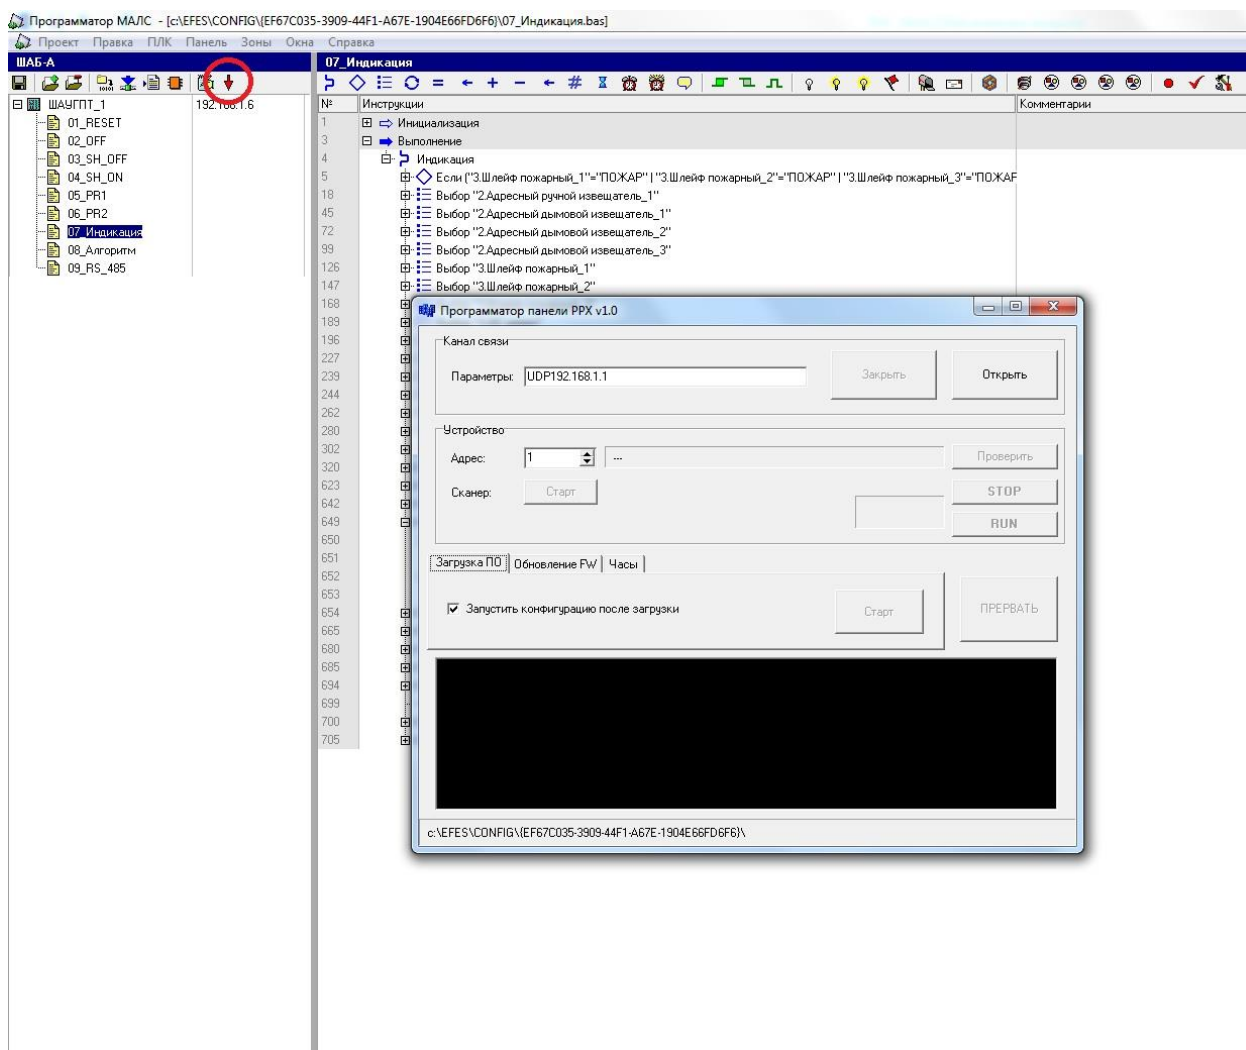 Программатор МАЛС - [c:\EFES\CONFIG\{EF67C035-3909-44F1-A67E-1904E66FD6F6}\07_Индикация.bas]
Проект Правка ПЛК Панель Зоны Окна Справка
ШАБ-А
07_Индикация
№ Инструкции Комментарии
ШАУГПТ_1 192.168.1.6
01_RESET
02_OFF
03_SH_OFF
04_SH_ON
05_PR1
06_PR2
07_Индикация
08_Алгоритм
09_RS_485
1 Инициализация
3 Выполнение
4 Индикация
5 Если ("3.Шлейф пожарный_1"="ПОЖАР" | "3.Шлейф пожарный_2"="ПОЖАР" | "3.Шлейф пожарный_3"="ПОЖАР
18 Выбор "2.Адресный ручной извещатель_1"
45 Выбор "2.Адресный дымовой извещатель_1"
72 Выбор "2.Адресный дымовой извещатель_2"
99 Выбор "2.Адресный дымовой извещатель_3"
126 Выбор "3.Шлейф пожарный_1"
147 Выбор "3.Шлейф пожарный_2"
168
189
196
227
239
244
262
280
302
320
623
642
649
650
651
652
653
654
665
680
685
694
699
700
705
Программатор панели PPX v1.0
Канал связи
Параметры: UDP192.168.1.1 Закрыть Открыть
Устройство
Адрес: 1 ... Проверить
Сканер: Старт STOP
RUN
Загрузка ПО Обновление FW Часы
Запустить конфигурацию после загрузки Старт ПРЕРВАТЬ
c:\EFES\CONFIG\{EF67C035-3909-44F1-A67E-1904E66FD6F6}\